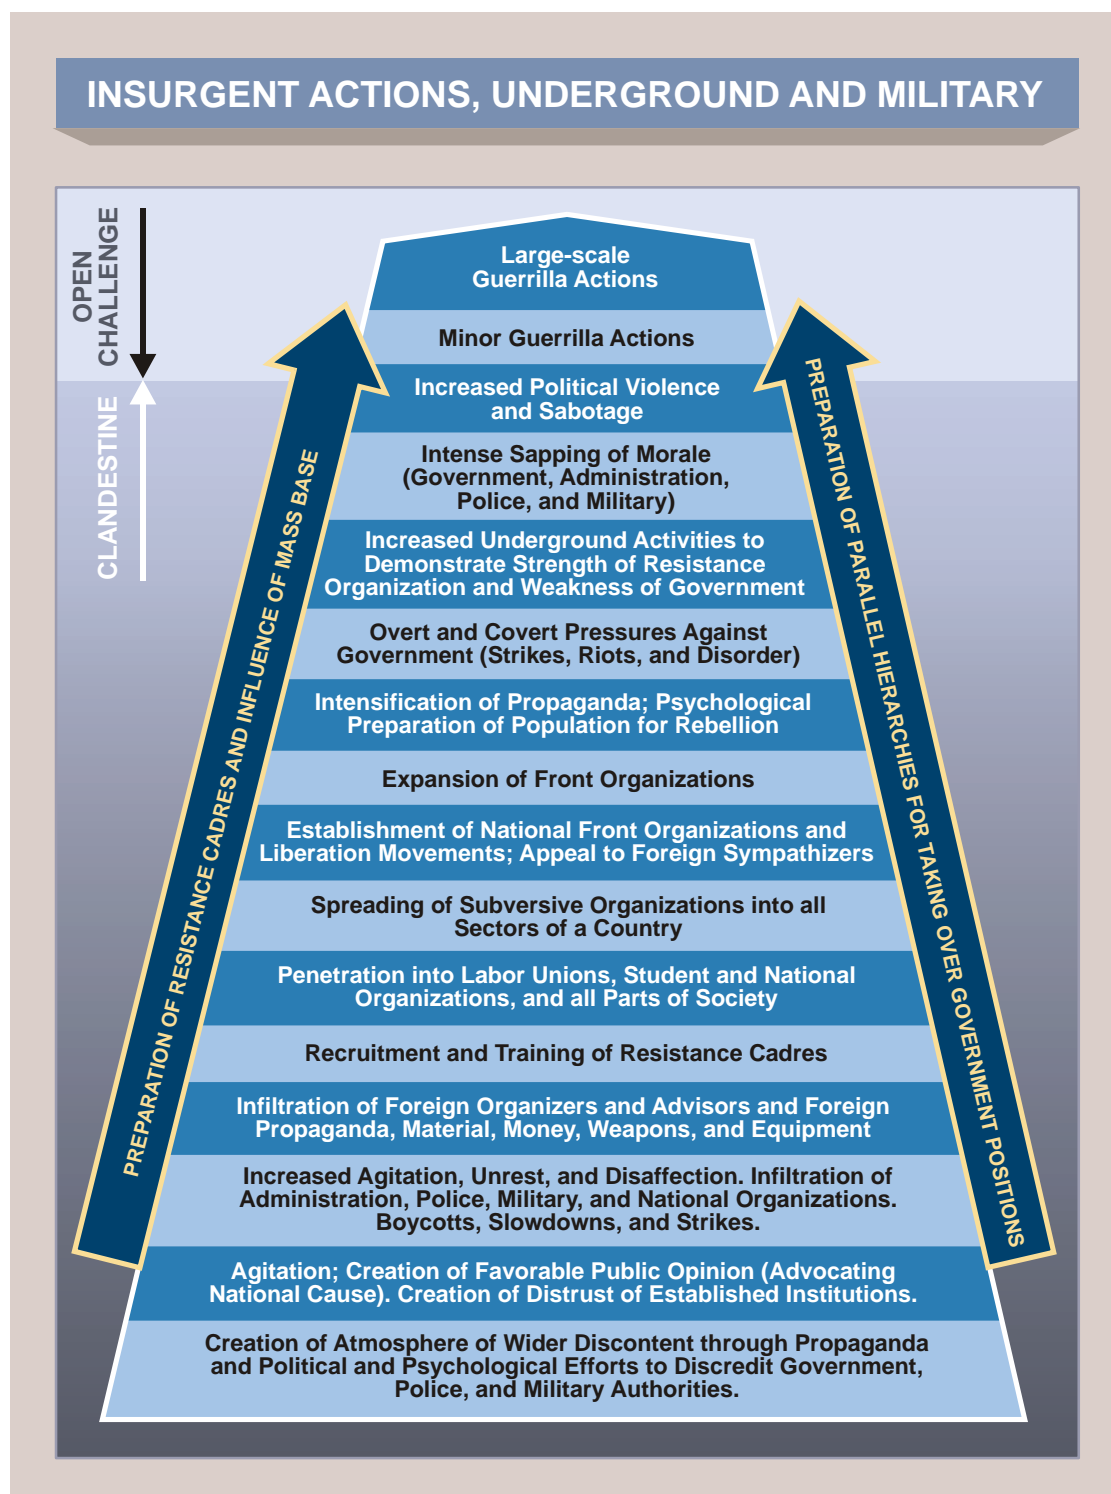 INSURGENT ACTIONS, UNDERGROUND AND MILITARY
OPEN
CHALLENGE
CLANDESTINE
Large-scale
Guerrilla Actions
Minor Guerrilla Actions
Increased Political Violence
and Sabotage
Intense Sapping of Morale
(Government, Administration,
Police, and Military)
Increased Underground Activities to
Demonstrate Strength of Resistance
Organization and Weakness of Government
Overt and Covert Pressures Against
Government (Strikes, Riots, and Disorder)
Intensification of Propaganda; Psychological
Preparation of Population for Rebellion
Expansion of Front Organizations
Establishment of National Front Organizations and
Liberation Movements; Appeal to Foreign Sympathizers
Spreading of Subversive Organizations into all
Sectors of a Country
Penetration into Labor Unions, Student and National
Organizations, and all Parts of Society
Recruitment and Training of Resistance Cadres
Infiltration of Foreign Organizers and Advisors and Foreign
Propaganda, Material, Money, Weapons, and Equipment
Increased Agitation, Unrest, and Disaffection. Infiltration of
Administration, Police, Military, and National Organizations.
Boycotts, Slowdowns, and Strikes.
Agitation; Creation of Favorable Public Opinion (Advocating
National Cause). Creation of Distrust of Established Institutions.
Creation of Atmosphere of Wider Discontent through Propaganda
and Political and Psychological Efforts to Discredit Government,
Police, and Military Authorities.
PREPARATION OF RESISTANCE CADRES AND INFLUENCE OF MASS BASE
PREPARATION OF PARALLEL HIERARCHIES FOR TAKING OVER GOVERNMENT POSITIONS